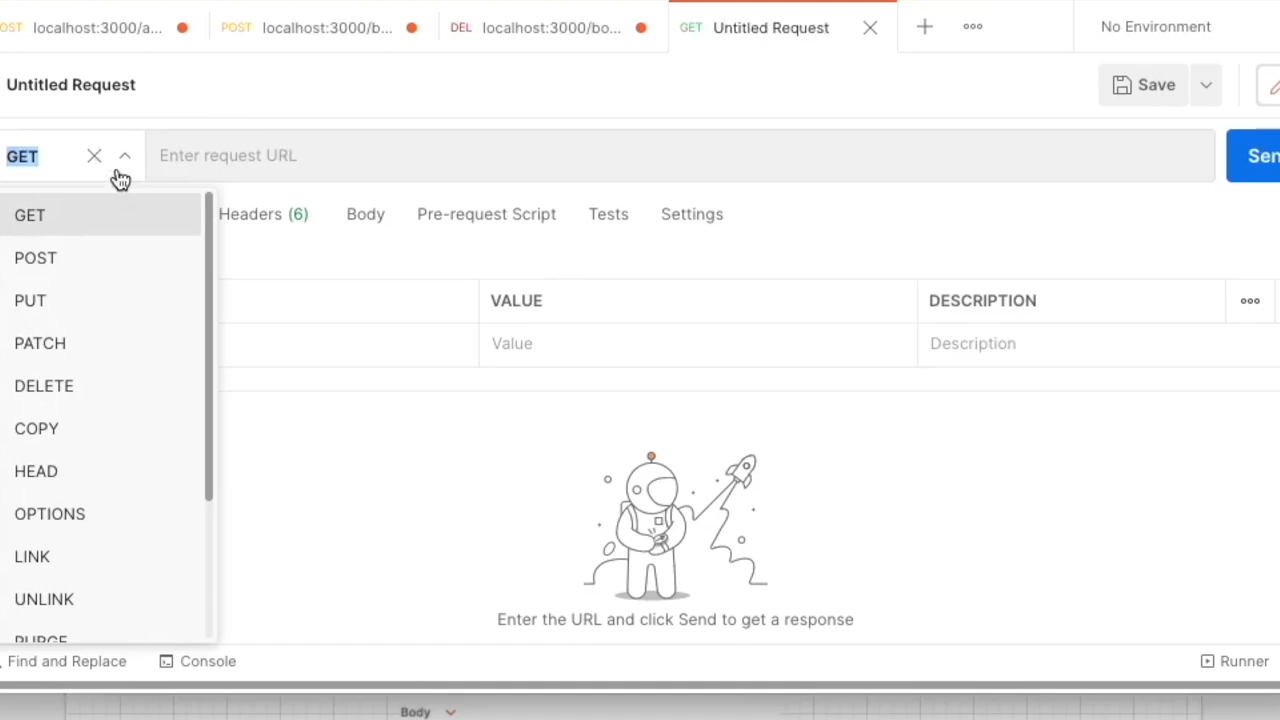 OST localhost:3000/a... POST localhost:3000/b... DEL localhost:3000/bo... GET Untitled Request No Environment
Untitled Request Save
GET Enter request URL Sen
GET Headers (6) Body Pre-request Script Tests Settings
POST
PUT VALUE DESCRIPTION
PATCH Value Description
DELETE
COPY
HEAD
OPTIONS
LINK
UNLINK
Enter the URL and click Send to get a response
PURGE
Find and Replace Console Runner
Body